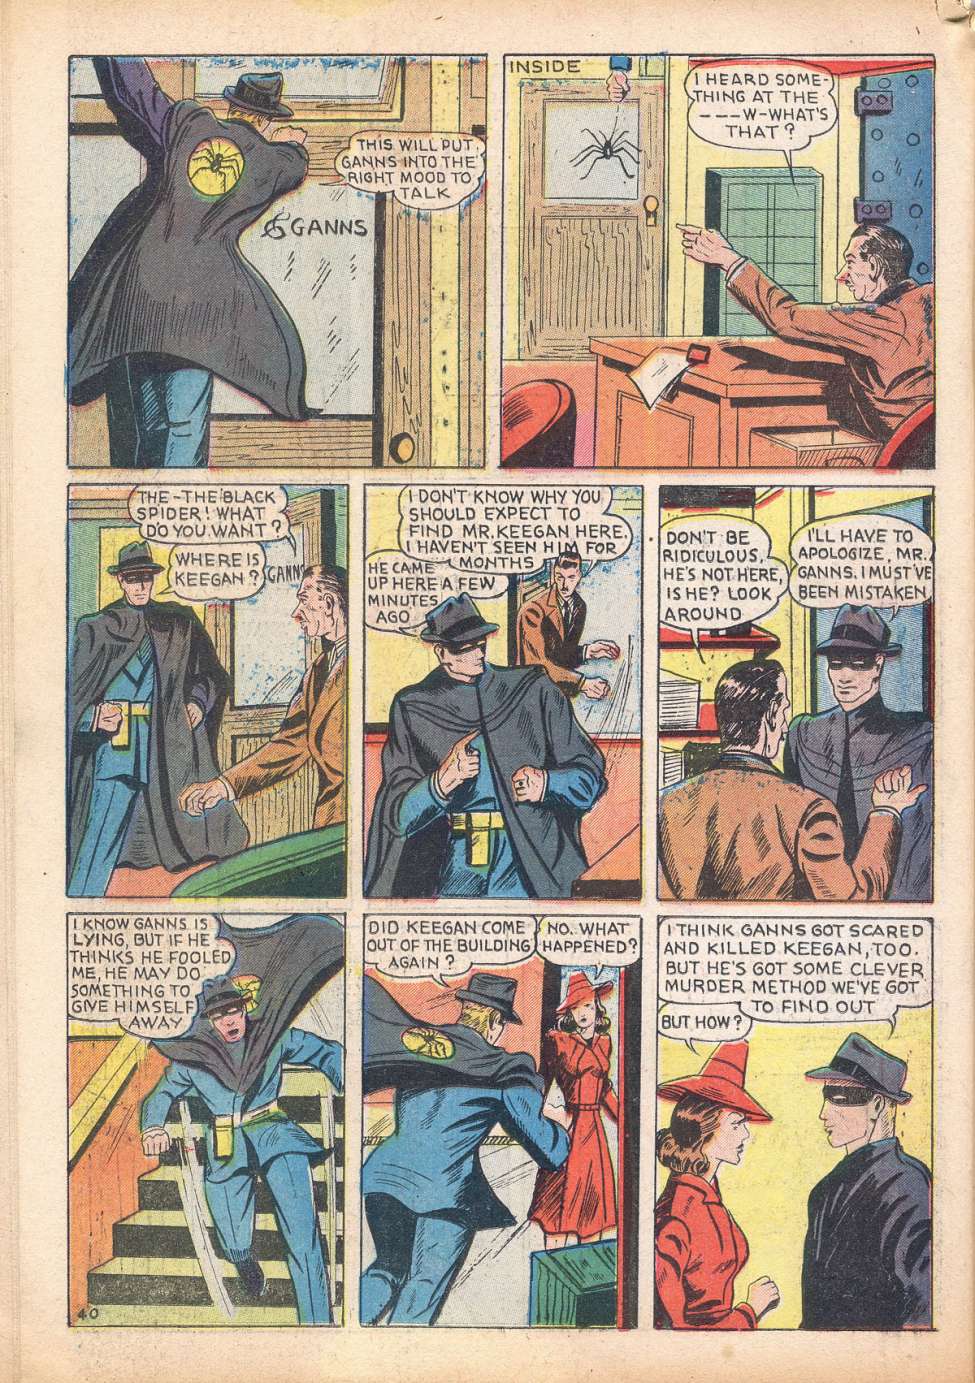 THIS WILL PUT
GANNS INTO THE
RIGHT MOOD TO
TALK
GANNS
INSIDE
I HEARD SOME-
THING AT THE
---W-WHAT'S
THAT?
THE-THE BLACK
SPIDER! WHAT
DO YOU WANT?
WHERE IS
KEEGAN?
GANNS
I DON'T KNOW WHY YOU
SHOULD EXPECT TO
FIND MR. KEEGAN HERE.
I HAVEN'T SEEN HIM FOR
MONTHS
HE CAME
UP HERE A FEW
MINUTES
AGO
DON'T BE
RIDICULOUS,
HE'S NOT HERE,
IS HE? LOOK
AROUND
I'LL HAVE TO
APOLOGIZE, MR.
GANNS. I MUST'VE
BEEN MISTAKEN
I KNOW GANNS IS
LYING, BUT IF HE
THINKS HE FOOLED
ME, HE MAY DO
SOMETHING TO
GIVE HIMSELF
AWAY
40
DID KEEGAN COME
OUT OF THE BUILDING
AGAIN?
NO. WHAT
HAPPENED?
I THINK GANNS GOT SCARED
AND KILLED KEEGAN, TOO.
BUT HE'S GOT SOME CLEVER
MURDER METHOD WE'VE GOT
TO FIND OUT
BUT HOW?